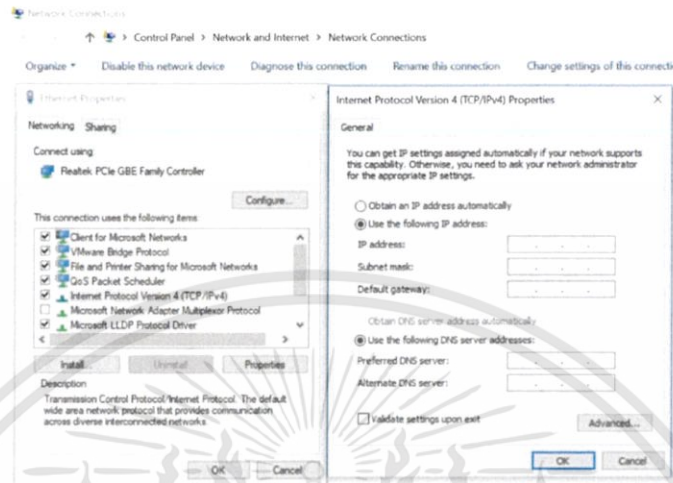 Network Connections
Control Panel > Network and Internet > Network Connections
Organize Disable this network device Diagnose this connection Rename this connection Change settings of this connecti
Ethernet Properties
Networking Sharing
Connect using:
Realtek PCIe GBE Family Controller
Configure...
This connection uses the following items:
Client for Microsoft Networks
VMware Bridge Protocol
File and Printer Sharing for Microsoft Networks
QoS Packet Scheduler
Internet Protocol Version 4 (TCP/IPv4)
Microsoft Network Adapter Multiplexor Protocol
Microsoft LLDP Protocol Driver
Install... Uninstall Properties
Description
Transmission Control Protocol/Internet Protocol. The default
wide area network protocol that provides communication
across diverse interconnected networks.
OK Cancel
Internet Protocol Version 4 (TCP/IPv4) Properties
General
You can get IP settings assigned automatically if your network supports
this capability. Otherwise, you need to ask your network administrator
for the appropriate IP settings.
Obtain an IP address automatically
Use the following IP address:
IP address:
Subnet mask:
Default gateway:
Obtain DNS server address automatically
Use the following DNS server addresses:
Preferred DNS server:
Alternate DNS server:
Validate settings upon exit
Advanced...
OK Cancel